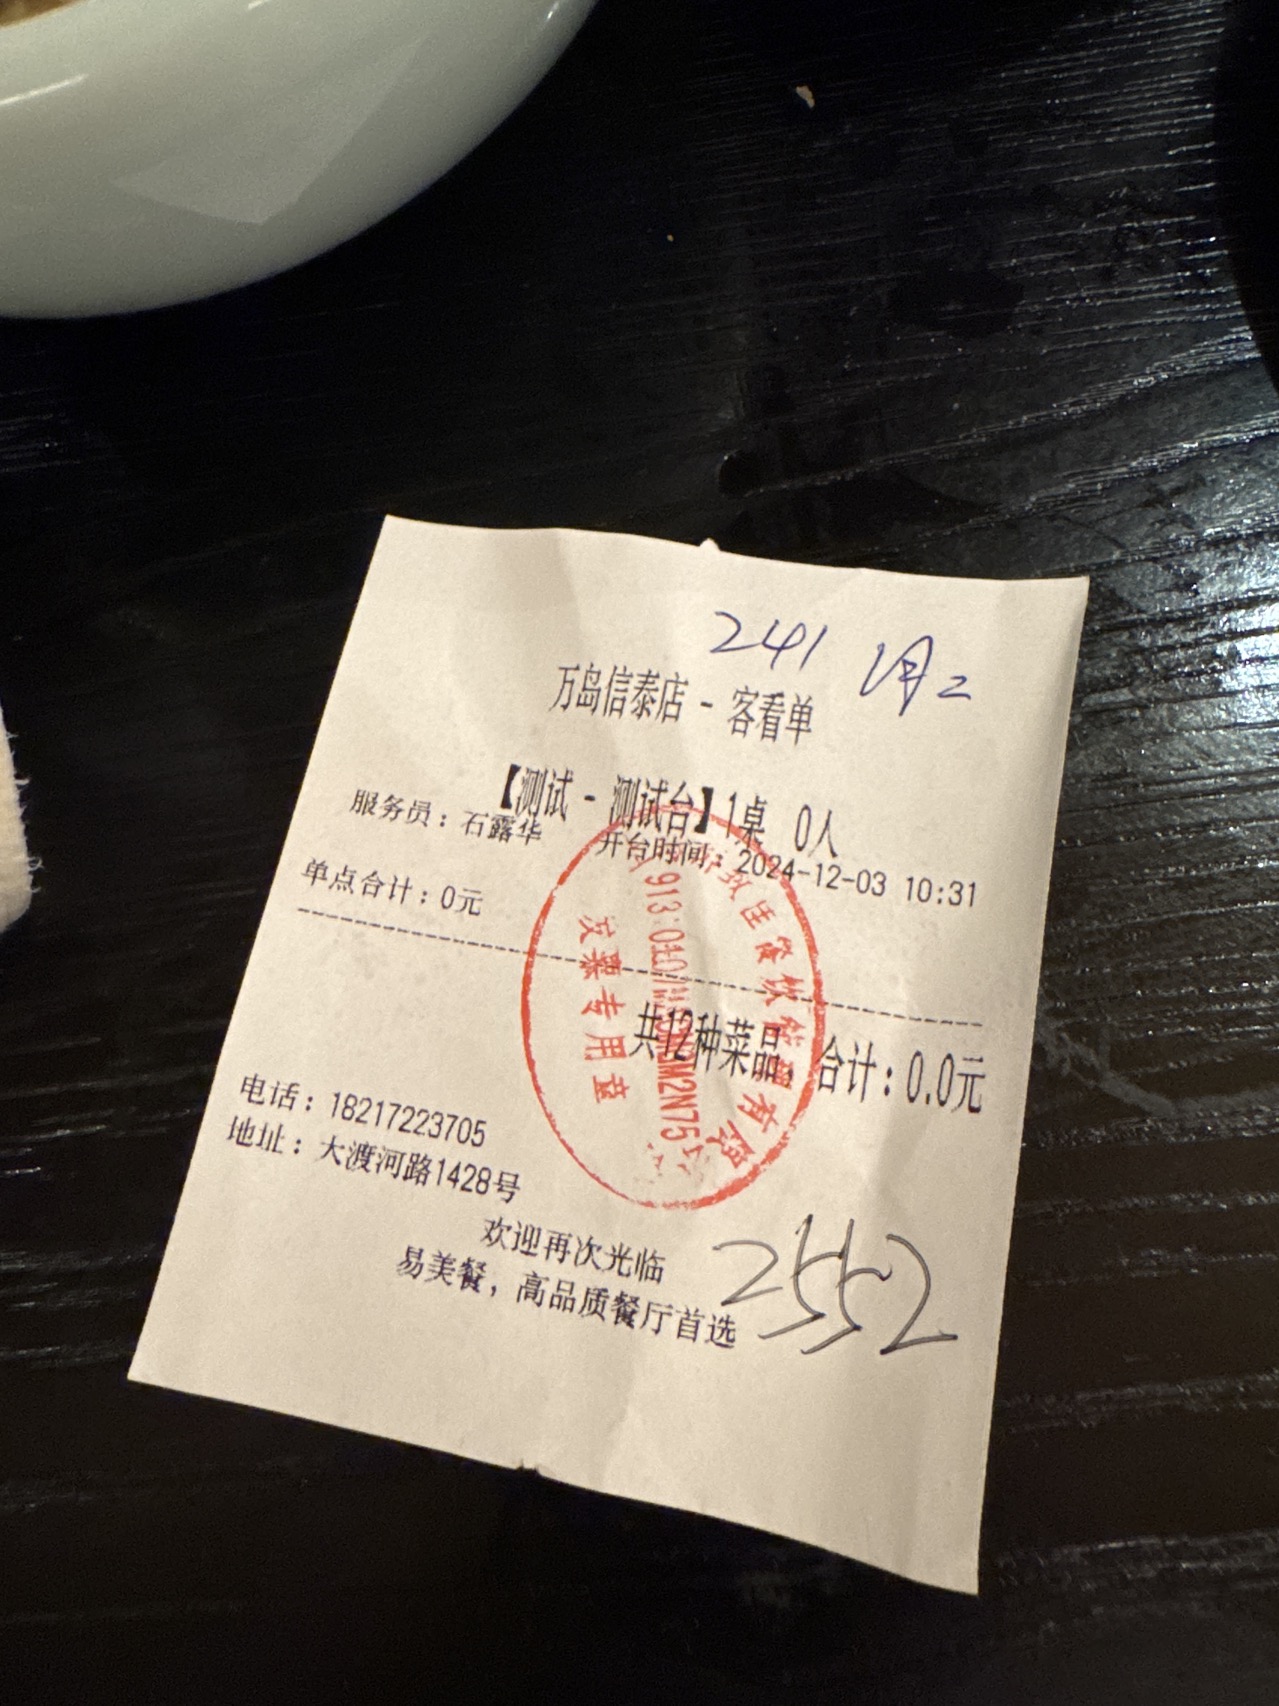 241
万岛信泰店 - 客看单
【测试 - 测试台】1桌 0人
服务员：石露华 开台时间：2024-12-03 10:31
单点合计：0元
共12种菜品，合计：0.0元
发票专用章
电话：18217223705
地址：大渡河路1428号
欢迎再次光临
易美餐，高品质餐厅首选
2552